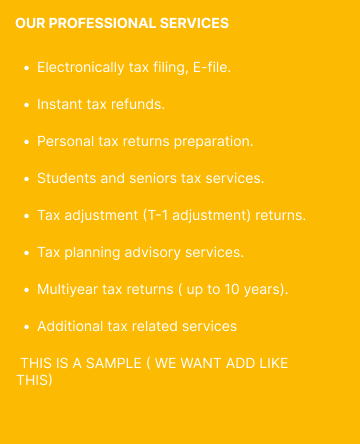 OUR PROFESSIONAL SERVICES
• Electronically tax filing, E-file.
• Instant tax refunds.
• Personal tax returns preparation.
• Students and seniors tax services.
• Tax adjustment (T-1 adjustment) returns.
• Tax planning advisory services.
• Multiyear tax returns ( up to 10 years).
• Additional tax related services
THIS IS A SAMPLE ( WE WANT ADD LIKE
THIS)